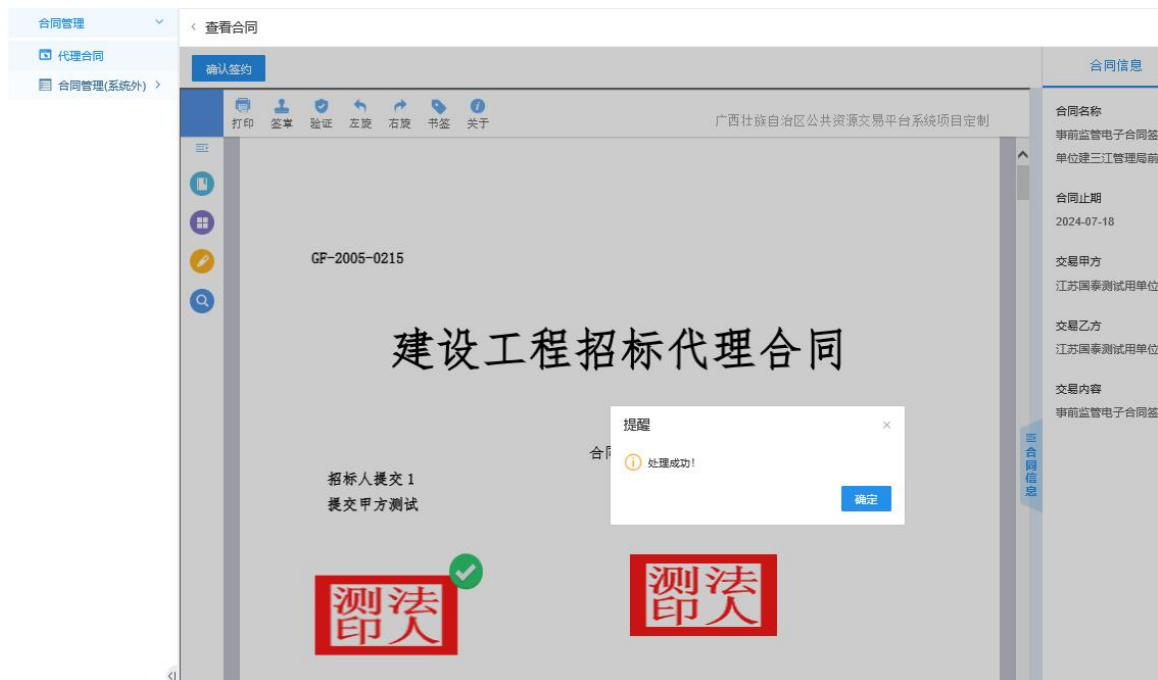 合同管理
代理合同
合同管理(系统外)
查看合同
确认签约
打印 签章 验证 左旋 右旋 书签 关于
广西壮族自治区公共资源交易平台系统项目定制
GF-2005-0215
建设工程招标代理合同
合同
招标人提交1
提交甲方测试
测法
印人
测法
印人
提醒
处理成功!
确定
合同信息
合同信息
合同名称
事前监管电子合同签
单位建三江管理局前
合同止期
2024-07-18
交易甲方
江苏国泰测试用单位
交易乙方
江苏国泰测试用单位
交易内容
事前监管电子合同签